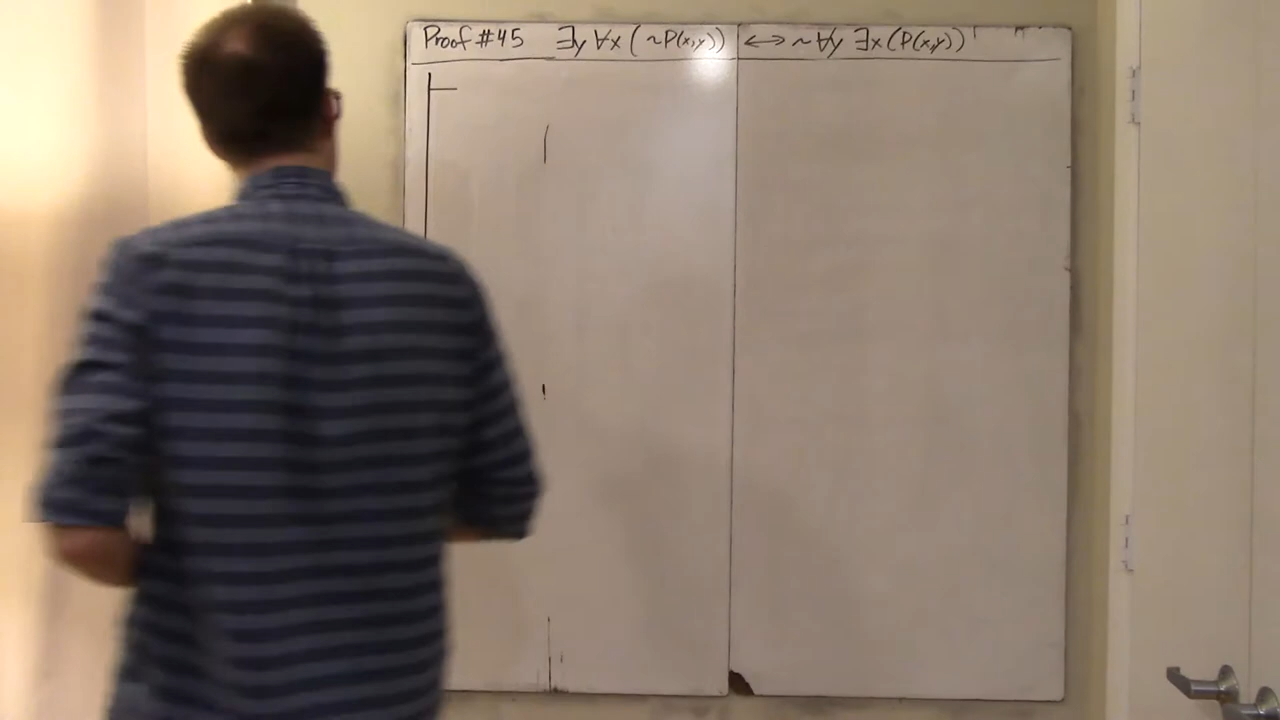 Proof #45 ∃y ∀x (~P(x,y)) ⟷ ~∀y ∃x (P(x,y))